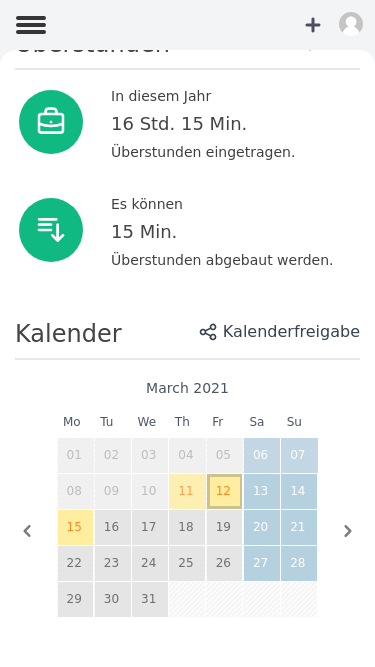 Überstunden
In diesem Jahr
16 Std. 15 Min.
Überstunden eingetragen.
Es können
15 Min.
Überstunden abgebaut werden.
Kalender
Kalenderfreigabe
March 2021
Mo Tu We Th Fr Sa Su
01 02 03 04 05 06 07
08 09 10 11 12 13 14
15 16 17 18 19 20 21
22 23 24 25 26 27 28
29 30 31